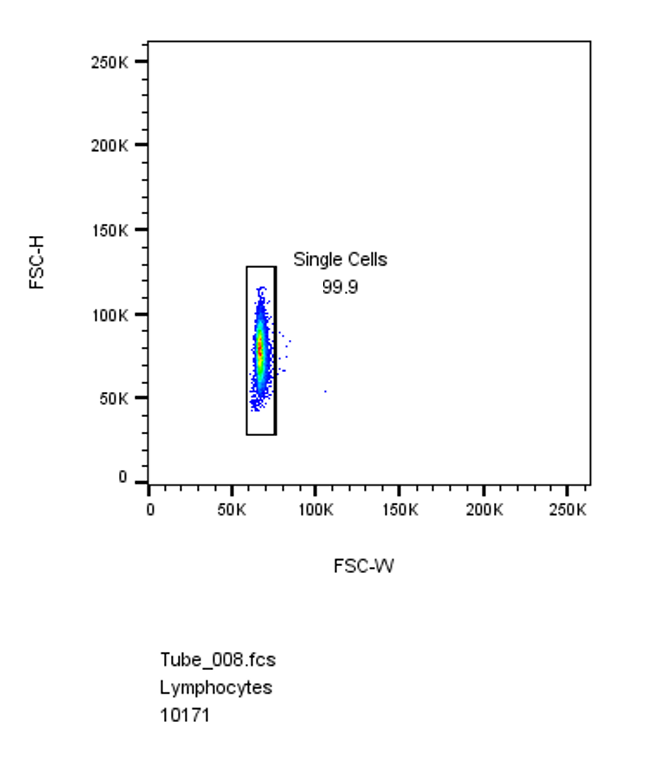 250K
200K
150K
100K
50K
0
FSC-H
Single Cells
99.9
0 50K 100K 150K 200K 250K
FSC-W
Tube_008.fcs
Lymphocytes
10171